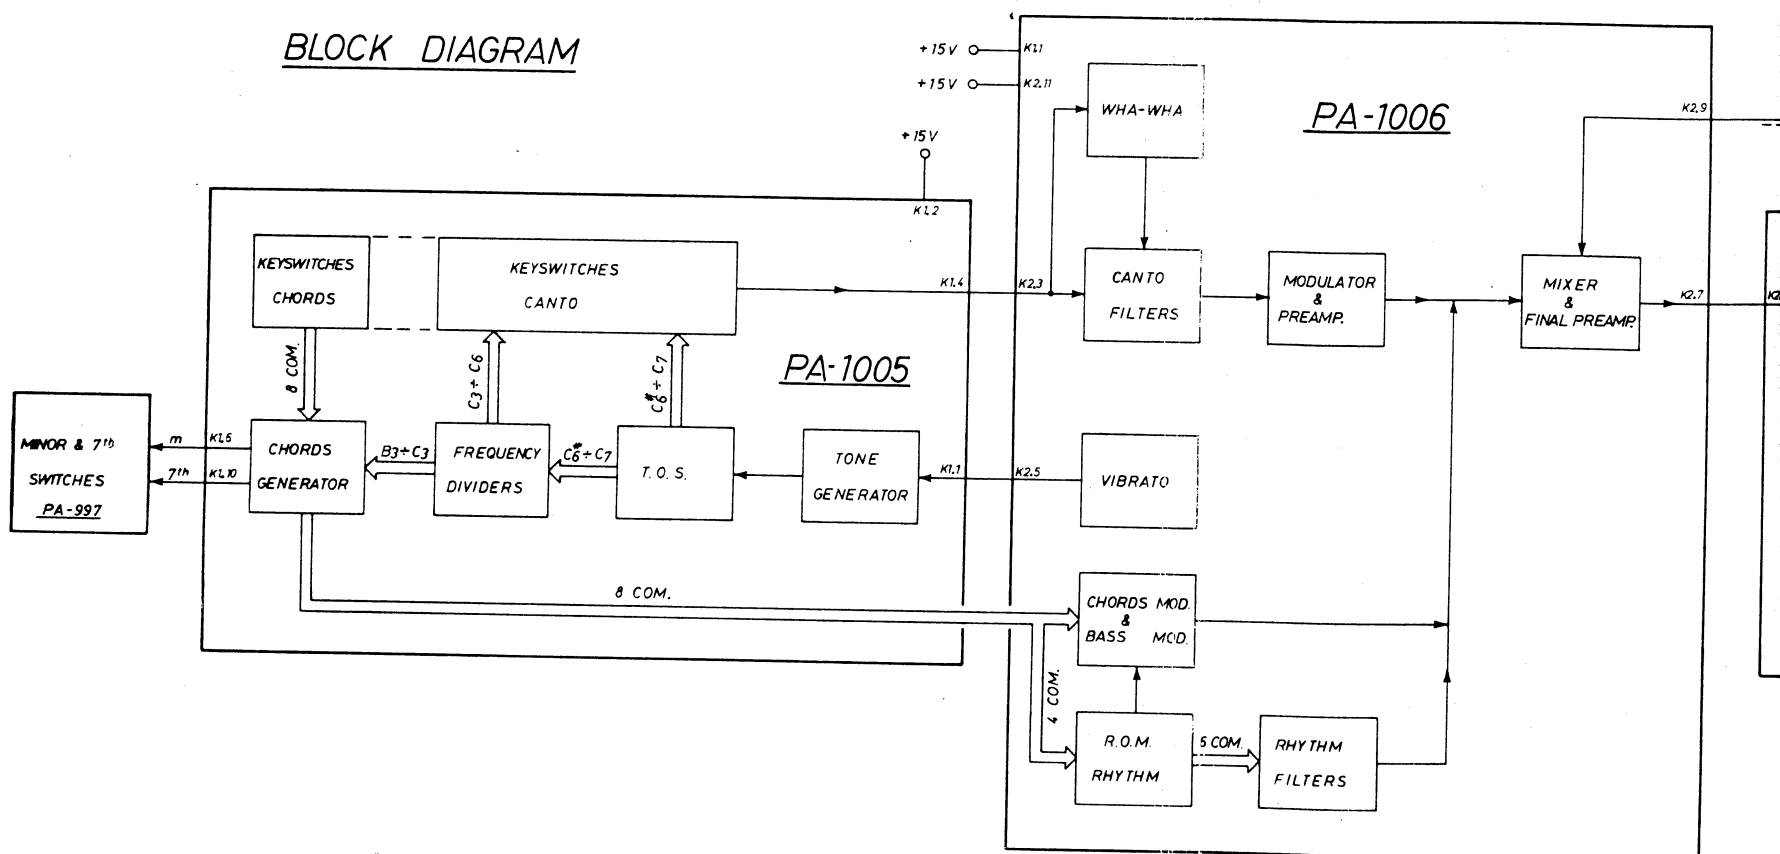 BLOCK DIAGRAM
+15V
K1.1
+15V
K2.11
+15V
K1.2
PA-1006
K2.9
WHA-WHA
KEYSWITCHES
CHORDS
KEYSWITCHES
CANTO
K1.4
K2.3
CANTO
FILTERS
MODULATOR
&
PREAMP.
MIXER
&
FINAL PREAMP.
K2.7
8 COM.
C3÷C6
C6#÷C7
PA-1005
MINOR & 7th
SWITCHES
PA-997
m
K1.6
7th
K1.10
CHORDS
GENERATOR
B3÷C3
FREQUENCY
DIVIDERS
C6#÷C7
T.O.S.
TONE
GENERATOR
K1.1
K2.5
VIBRATO
8 COM.
CHORDS MOD.
&
BASS MOD.
4 COM.
R.O.M.
RHYTHM
5 COM.
RHYTHM
FILTERS